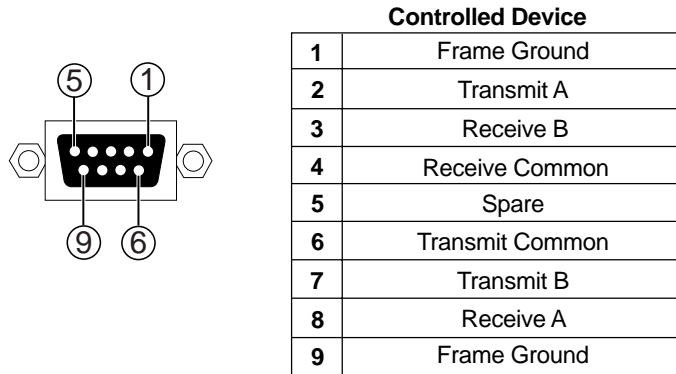 Controlled Device
5 1
9 6
1 Frame Ground
2 Transmit A
3 Receive B
4 Receive Common
5 Spare
6 Transmit Common
7 Transmit B
8 Receive A
9 Frame Ground